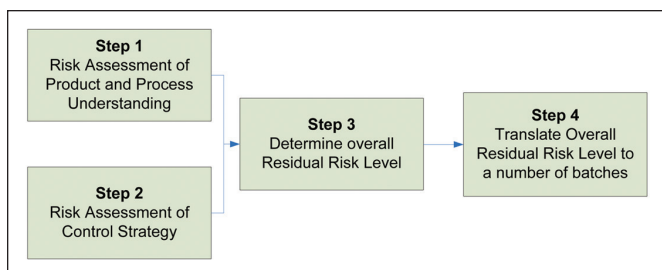 Step 1
Risk Assessment of
Product and Process
Understanding
Step 2
Risk Assessment of
Control Strategy
Step 3
Determine overall
Residual Risk Level
Step 4
Translate Overall
Residual Risk Level to
a number of batches